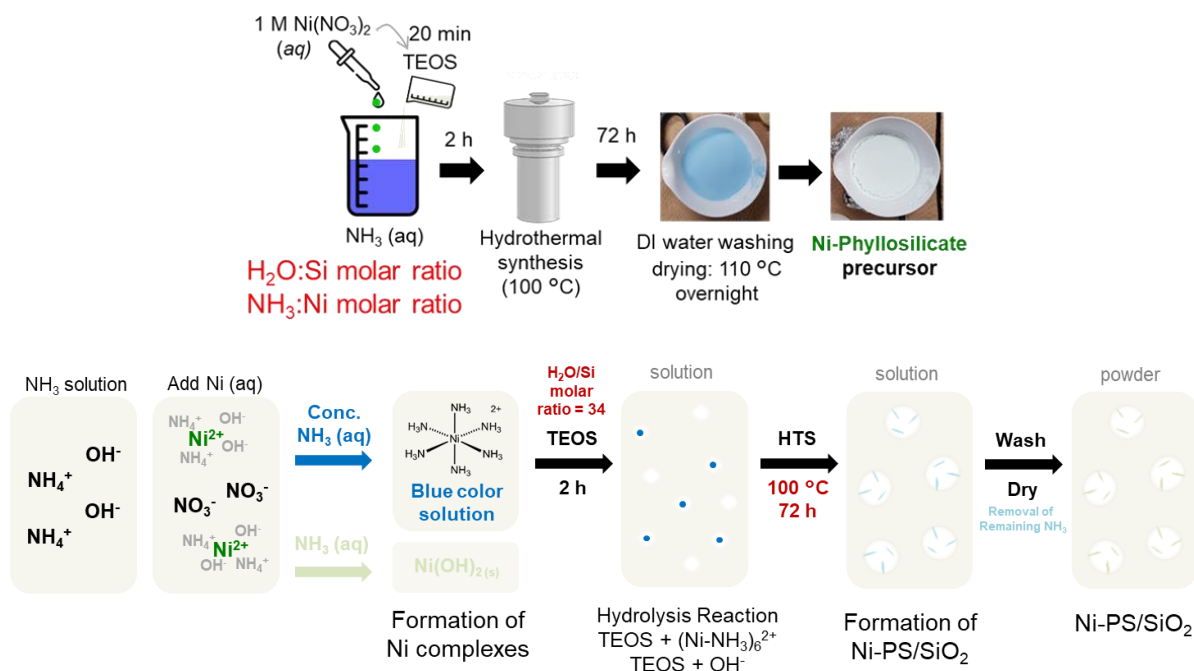 1 M Ni(NO₃)₂
(aq)
20 min
TEOS
2 h
72 h
NH₃ (aq)
H₂O:Si molar ratio
NH₃:Ni molar ratio
Hydrothermal
synthesis
(100 °C)
DI water washing
drying: 110 °C
overnight
Ni-Phyllosilicate
precursor
NH₃ solution
OH⁻
NH₄⁺
OH⁻
NH₄⁺
Add Ni (aq)
NH₄⁺ OH⁻
Ni²⁺
NH₄⁺ OH⁻
NO₃⁻ NO₃⁻
NH₄⁺ OH⁻
Ni²⁺
OH⁻ NH₄⁺
Conc.
NH₃ (aq)
NH₃ (aq)
NH₃ 2+
H₃N NH₃
Ni
H₃N NH₃
NH₃
Blue color
solution
Ni(OH)₂ (s)
Formation of
Ni complexes
H₂O/Si
molar
ratio = 34
TEOS
2 h
solution
Hydrolysis Reaction
TEOS + (Ni-NH₃)₆²⁺
TEOS + OH⁻
HTS
100 °C
72 h
solution
Formation of
Ni-PS/SiO₂
Wash
Dry
Removal of
Remaining NH₃
powder
Ni-PS/SiO₂